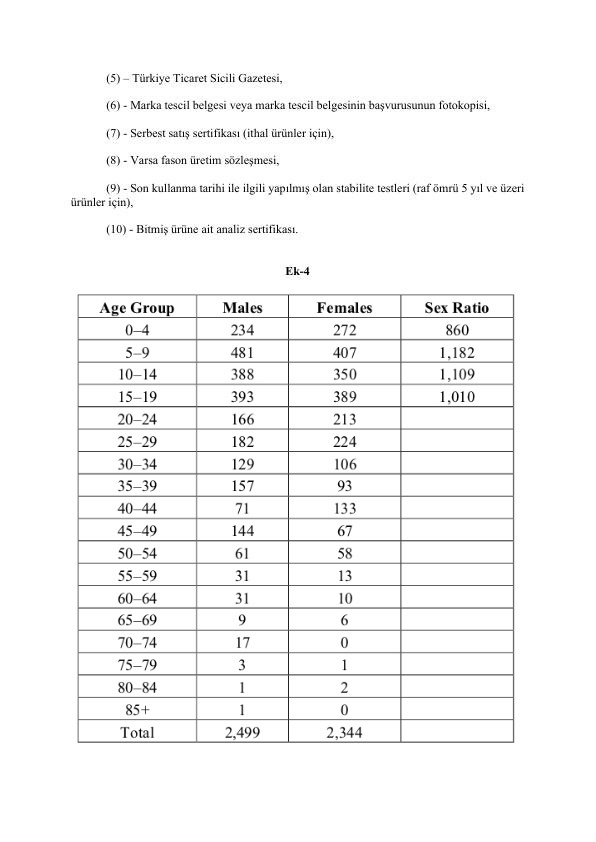 (5) – Türkiye Ticaret Sicili Gazetesi,
(6) - Marka tescil belgesi veya marka tescil belgesinin başvurusunun fotokopisi,
(7) - Serbest satış sertifikası (ithal ürünler için),
(8) - Varsa fason üretim sözleşmesi,
(9) - Son kullanma tarihi ile ilgili yapılmış olan stabilite testleri (raf ömrü 5 yıl ve üzeri
ürünler için),
(10) - Bitmiş ürüne ait analiz sertifikası.
Ek-4
Age Group Males Females Sex Ratio
0–4 234 272 860
5–9 481 407 1,182
10–14 388 350 1,109
15–19 393 389 1,010
20–24 166 213
25–29 182 224
30–34 129 106
35–39 157 93
40–44 71 133
45–49 144 67
50–54 61 58
55–59 31 13
60–64 31 10
65–69 9 6
70–74 17 0
75–79 3 1
80–84 1 2
85+ 1 0
Total 2,499 2,344